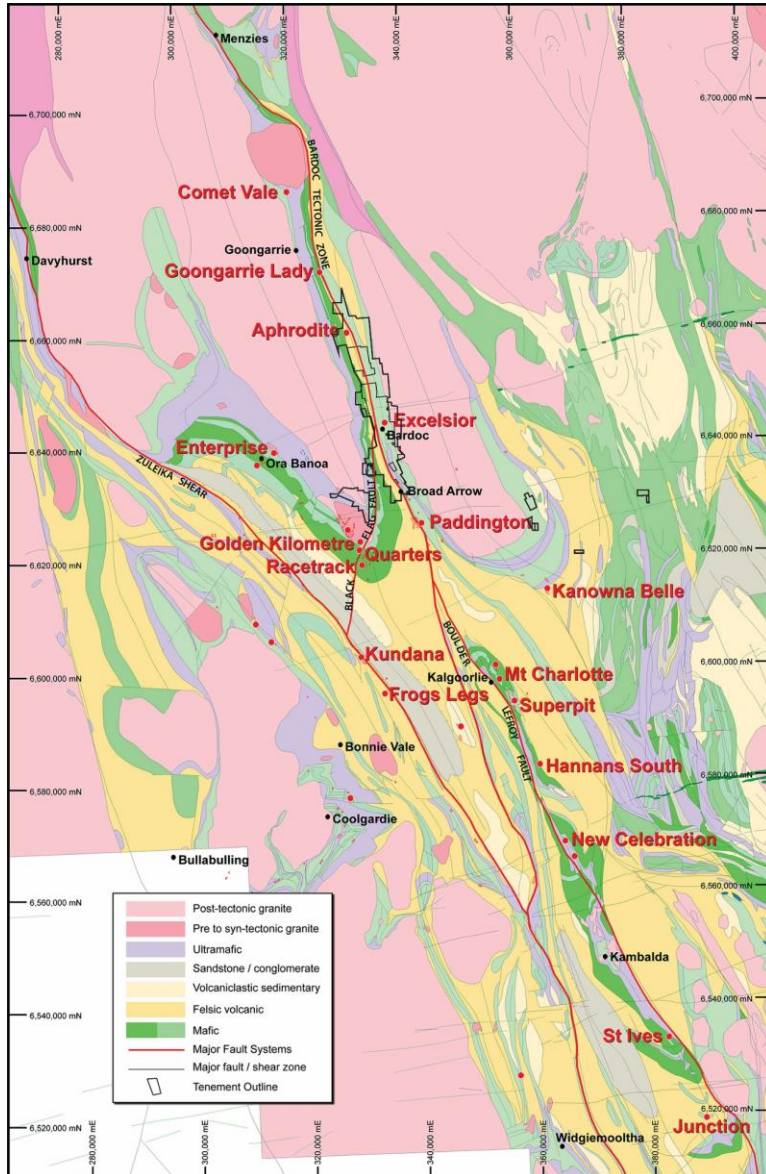 280,000 mE
300,000 mE
320,000 mE
340,000 mE
360,000 mE
380,000 mE
400,000 mE
Menzies
6,700,000 mN
6,700,000 mN
BARDOC TECTONIC ZONE
Comet Vale
6,680,000 mN
6,680,000 mN
Goongarrie
Davyhurst
Goongarrie Lady
Aphrodite
6,660,000 mN
6,660,000 mN
Excelsior
Bardoc
6,640,000 mN
6,640,000 mN
Enterprise
Ora Banoa
ZULEIKA SHEAR
Broad Arrow
Paddington
BLACK FLAG FAULT
Golden Kilometre
Quarters
Racetrack
6,620,000 mN
6,620,000 mN
Kanowna Belle
BOULDER LEFROY FAULT
Kundana
Mt Charlotte
Kalgoorlie
6,600,000 mN
6,600,000 mN
Frogs Legs
Superpit
Bonnie Vale
Hannans South
6,580,000 mN
6,580,000 mN
Coolgardie
New Celebration
Bullabulling
6,560,000 mN
6,560,000 mN
Post-tectonic granite
Pre to syn-tectonic granite
Ultramafic
Sandstone / conglomerate
Volcaniclastic sedimentary
Felsic volcanic
Mafic
Major Fault Systems
Major fault / shear zone
Tenement Outline
Kambalda
6,540,000 mN
6,540,000 mN
St Ives
6,520,000 mN
6,520,000 mN
Junction
Widgiemooltha
280,000 mE
300,000 mE
320,000 mE
340,000 mE
360,000 mE
380,000 mE